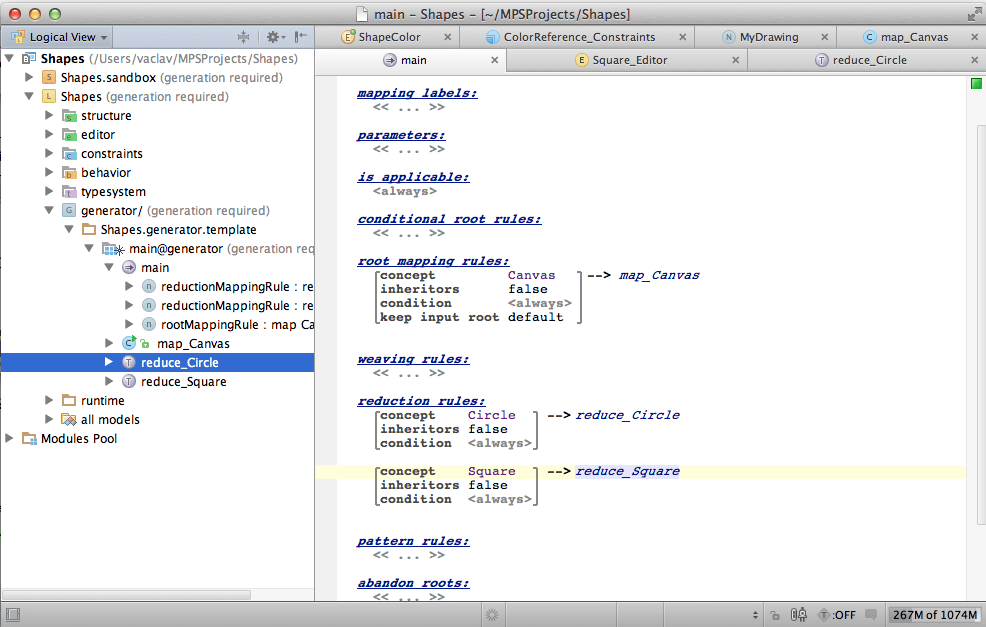 main – Shapes – [~/MPSProjects/Shapes]
Logical View
ShapeColor
ColorReference_Constraints
MyDrawing
map_Canvas
main
Square_Editor
reduce_Circle
Shapes (/Users/vaclav/MPSProjects/Shapes)
Shapes.sandbox (generation required)
Shapes (generation required)
structure
editor
constraints
behavior
typesystem
generator/ (generation required)
Shapes.generator.template
main@generator (generation req
main
reductionMappingRule : re
reductionMappingRule : re
rootMappingRule : map Ca
map_Canvas
reduce_Circle
reduce_Square
runtime
all models
Modules Pool
mapping labels:
<< ... >>
parameters:
<< ... >>
is applicable:
<always>
conditional root rules:
<< ... >>
root mapping rules:
concept Canvas --> map_Canvas
inheritors false
condition <always>
keep input root default
weaving rules:
<< ... >>
reduction rules:
concept Circle --> reduce_Circle
inheritors false
condition <always>
concept Square --> reduce_Square
inheritors false
condition <always>
pattern rules:
<< ... >>
abandon roots:
<< ... >>
T :OFF
267M of 1074M